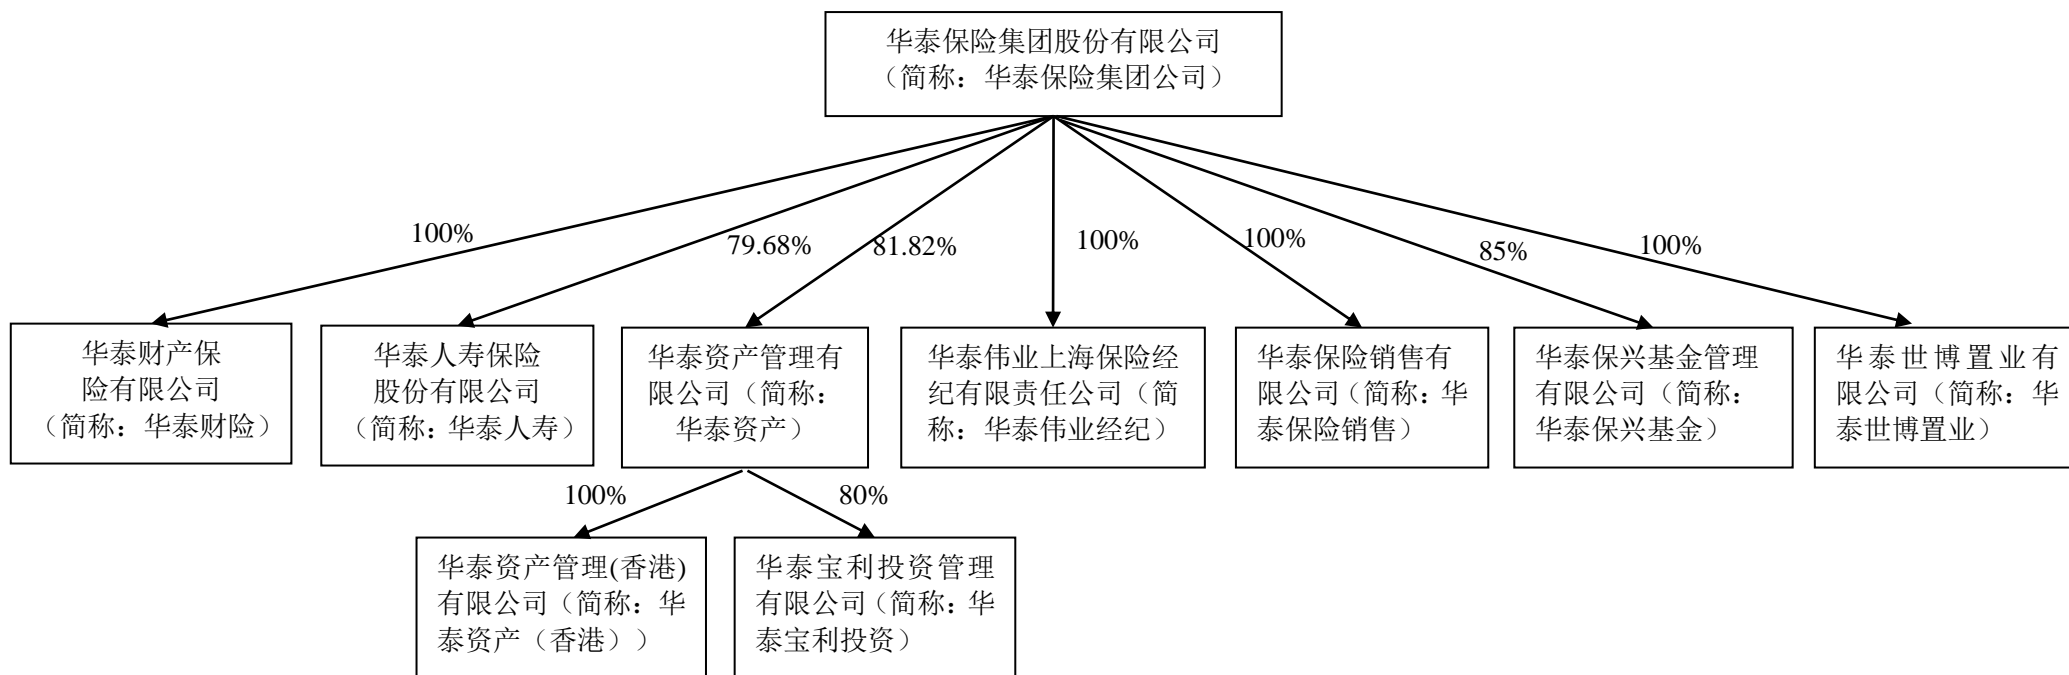 华泰保险集团股份有限公司
（简称：华泰保险集团公司）
100%
79.68%
81.82%
100%
100%
85%
100%
华泰财产保
险有限公司
（简称：华泰财险）
华泰人寿保险
股份有限公司
（简称：华泰人寿）
华泰资产管理有
限公司（简称：
华泰资产）
华泰伟业上海保险经
纪有限责任公司（简
称：华泰伟业经纪）
华泰保险销售有
限公司（简称：华
泰保险销售）
华泰保兴基金管理
有限公司（简称：
华泰保兴基金）
华泰世博置业有
限公司（简称：华
泰世博置业）
100%
80%
华泰资产管理(香港)
有限公司（简称：华
泰资产（香港））
华泰宝利投资管理
有限公司（简称：华
泰宝利投资）